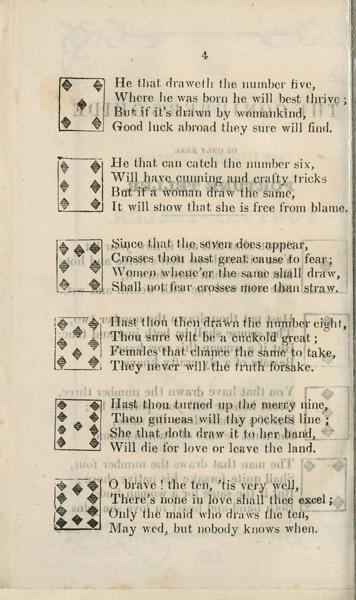 4
He that draweth the number five,
Where he was born he will best thrive;
But if it's drawn by womankind,
Good luck abroad they sure will find.
He that can catch the number six,
Will have cunning and crafty tricks
But if a woman draw the same,
It will show that she is free from blame.
Since that the seven does appear,
Crosses thou hast great cause to fear;
Women whene'er the same shall draw,
Shall not fear crosses more than straw.
Hast thou then drawn the number eight,
Thou sure wilt be a cuckold great;
Females that chance the same to take,
They never will the truth forsake.
Hast thou turned up the merry nine,
Then guineas will thy pockets line;
She that doth draw it to her hand,
Will die for love or leave the land.
O brave! the ten, 'tis very well,
There's none in love shall thee excel;
Only the maid who draws the ten,
May wed, but nobody knows when.